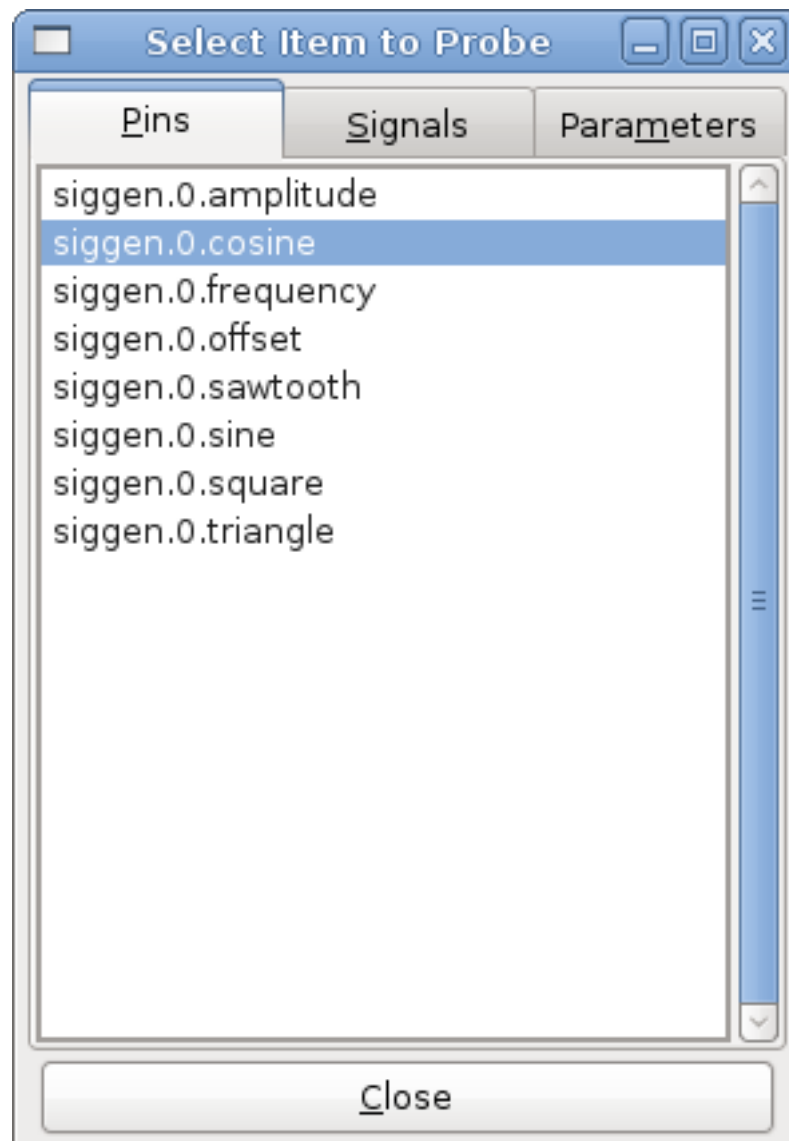 Select Item to Probe
Pins Signals Parameters
siggen.0.amplitude
siggen.0.cosine
siggen.0.frequency
siggen.0.offset
siggen.0.sawtooth
siggen.0.sine
siggen.0.square
siggen.0.triangle
Close